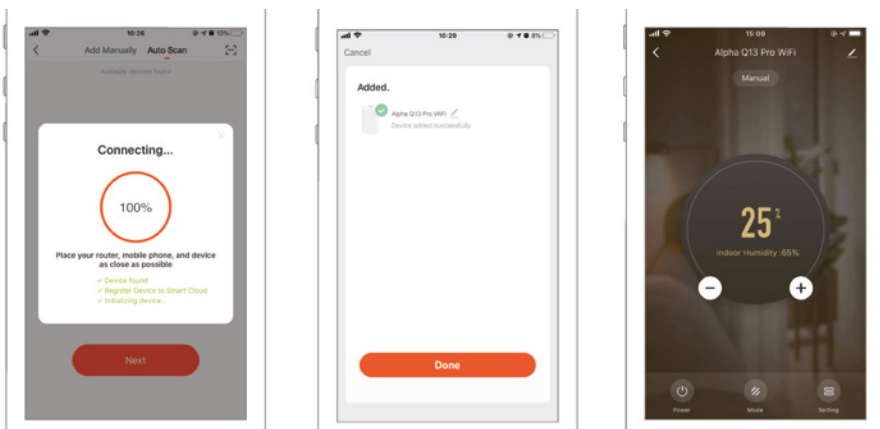 10:26
10%
Add Manually Auto Scan
Available devices found
Connecting...
100%
Place your router, mobile phone, and device
as close as possible
✓ Device found
✓ Register Device to Smart Cloud
✓ Initializing device...
Next
10:29
8%
Cancel
Added.
Alpha Q13 Pro WiFi
Device added successfully
Done
15:09
Alpha Q13 Pro WiFi
Manual
25 %
Indoor Humidity :65%
Power Mode Setting